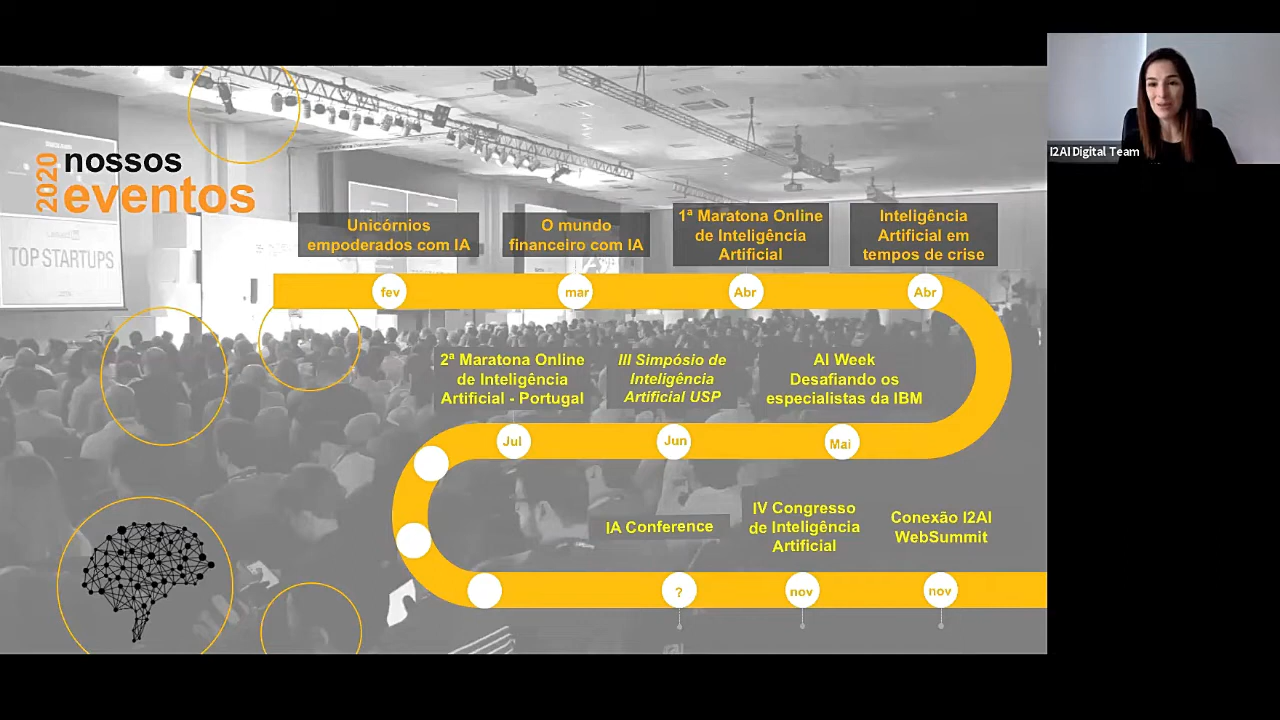 2020
nossos
eventos
TOP STARTUPS
Unicórnios
empoderados com IA
O mundo
financeiro com IA
1ª Maratona Online
de Inteligência
Artificial
Inteligência
Artificial em
tempos de crise
fev
mar
Abr
Abr
2ª Maratona Online
de Inteligência
Artificial - Portugal
III Simpósio de
Inteligência
Artificial USP
AI Week
Desafiando os
especialistas da IBM
Jul
Jun
Mai
IA Conference
IV Congresso
de Inteligência
Artificial
Conexão I2AI
WebSummit
?
nov
nov
I2AI Digital Team